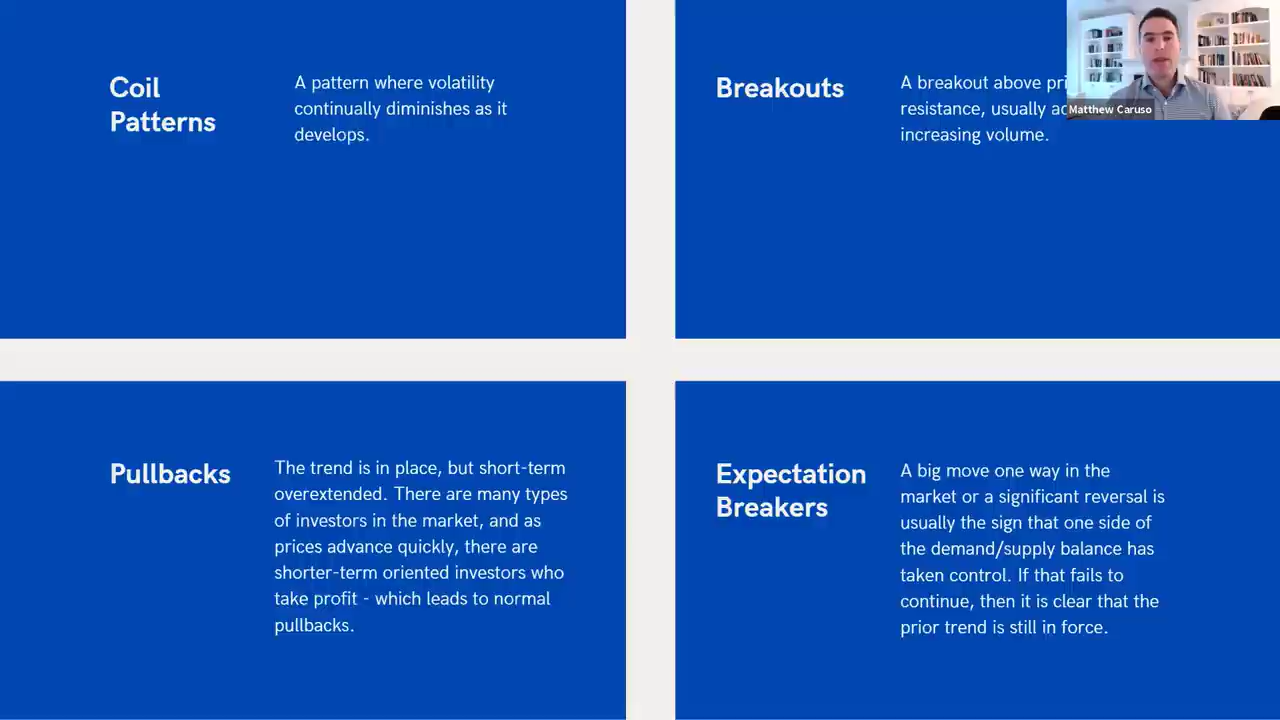 Coil
Patterns
A pattern where volatility
continually diminishes as it
develops.
Breakouts
A breakout above
resistance, usually
increasing volume.
Matthew Caruso
Pullbacks
The trend is in place, but short-term
overextended. There are many types
of investors in the market, and as
prices advance quickly, there are
shorter-term oriented investors who
take profit - which leads to normal
pullbacks.
Expectation
Breakers
A big move one way in the
market or a significant reversal is
usually the sign that one side of
the demand/supply balance has
taken control. If that fails to
continue, then it is clear that the
prior trend is still in force.